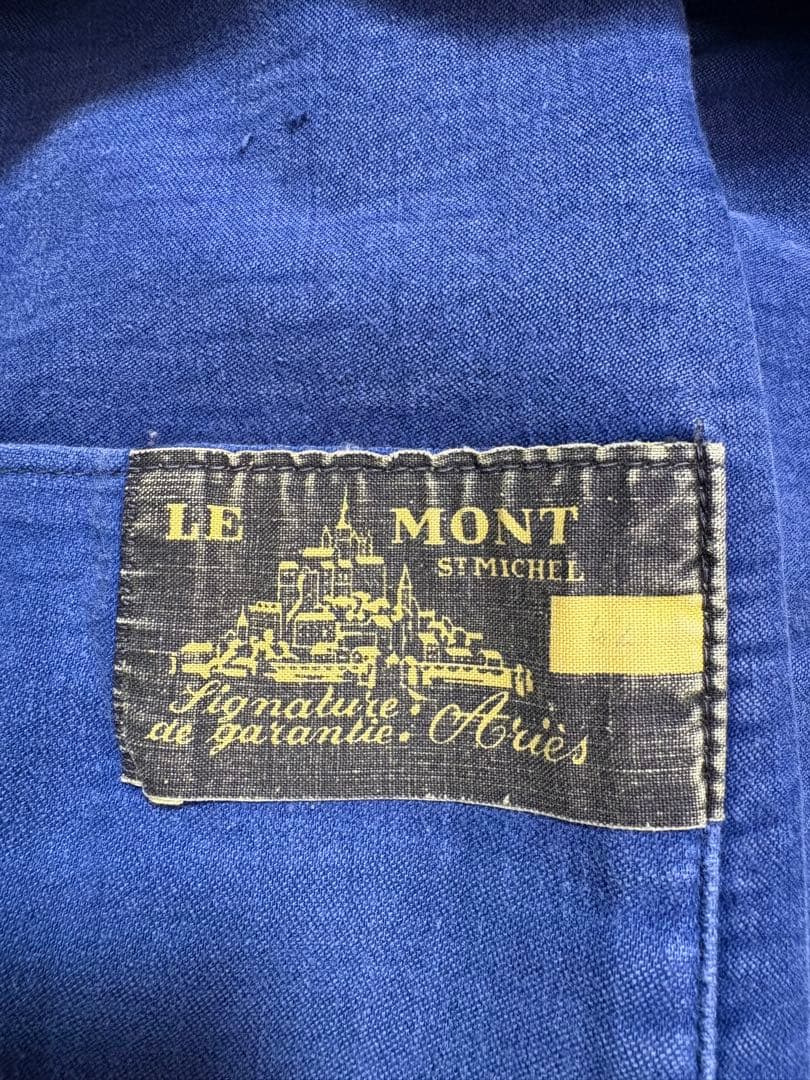 LE MONT
ST MICHEL
Signature:
de garantie: Ariès